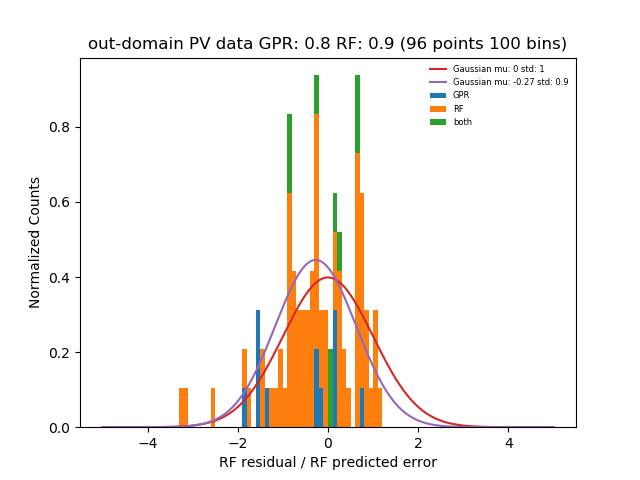 out-domain PV data GPR: 0.8 RF: 0.9 (96 points 100 bins)
Gaussian mu: 0 std: 1
Gaussian mu: -0.27 std: 0.9
GPR
RF
both
Normalized Counts
0.8
0.6
0.4
0.2
0.0
−4 −2 0 2 4
RF residual / RF predicted error